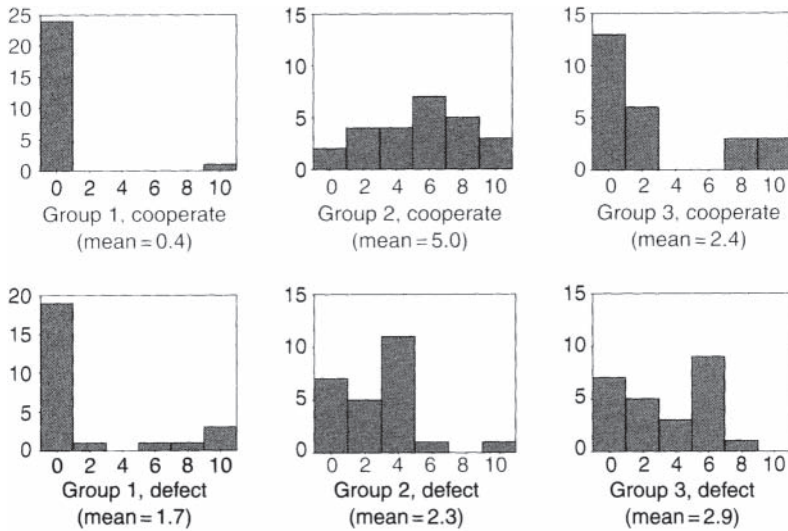 25
20
15
10
5
0
0 2 4 6 8 10
Group 1, cooperate
(mean = 0.4)
15
10
5
0
0 2 4 6 8 10
Group 2, cooperate
(mean = 5.0)
15
10
5
0
0 2 4 6 8 10
Group 3, cooperate
(mean = 2.4)
20
15
10
5
0
0 2 4 6 8 10
Group 1, defect
(mean = 1.7)
15
10
5
0
0 2 4 6 8 10
Group 2, defect
(mean = 2.3)
15
10
5
0
0 2 4 6 8 10
Group 3, defect
(mean = 2.9)